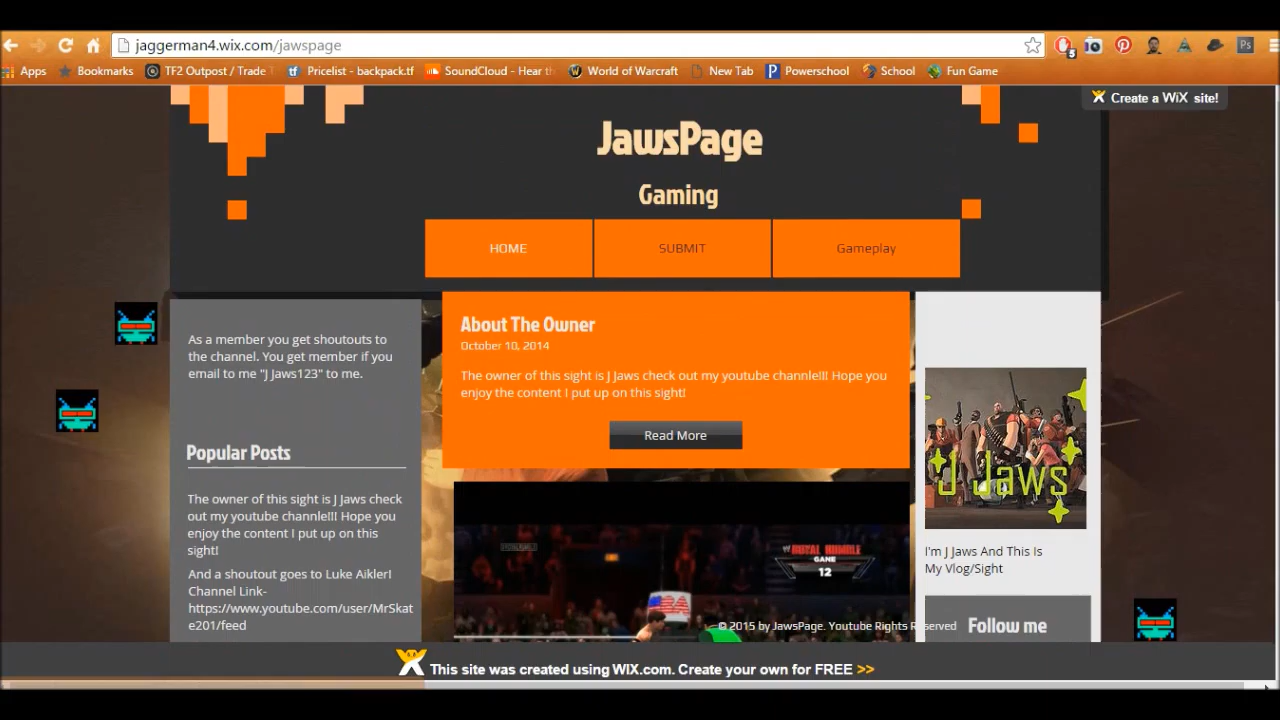 jaggerman4.wix.com/jawspage
5
Ps
Apps
Bookmarks
TF2 Outpost / Trade
Pricelist - backpack.tf
SoundCloud - Hear
World of Warcraft
New Tab
Powerschool
School
Fun Game
Create a WiX site!
JawsPage
Gaming
HOME
SUBMIT
Gameplay
As a member you get shoutouts to
the channel. You get member if you
email to me "J Jaws123" to me.
Popular Posts
The owner of this sight is J Jaws check
out my youtube channle!!! Hope you
enjoy the content I put up on this
sight!
And a shoutout goes to Luke Aikler!
Channel Link-
https://www.youtube.com/user/MrSkat
e201/feed
About The Owner
October 10, 2014
The owner of this sight is J Jaws check out my youtube channle!!! Hope you
enjoy the content I put up on this sight!
Read More
ROYAL RUMBLE
GAME
12
© 2015 by JawsPage. Youtube Rights Reserved
J Jaws
I'm J Jaws And This Is
My Vlog/Sight
Follow me
This site was created using WIX.com. Create your own for FREE >>